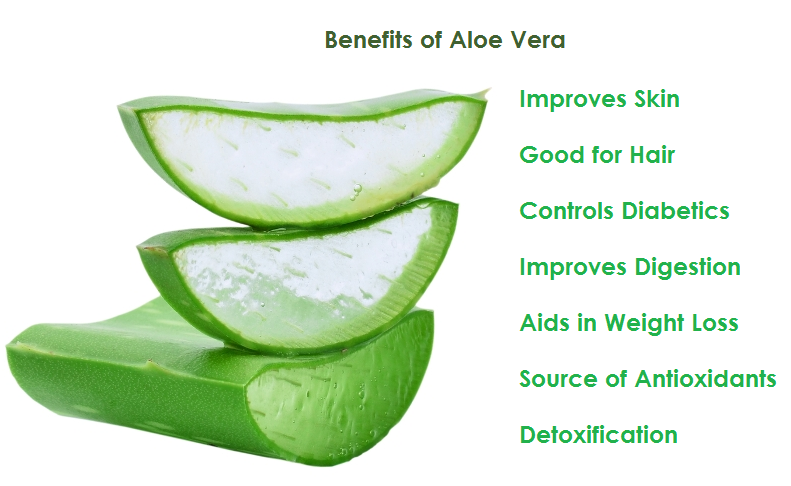 Benefits of Aloe Vera
Improves Skin
Good for Hair
Controls Diabetics
Improves Digestion
Aids in Weight Loss
Source of Antioxidants
Detoxification